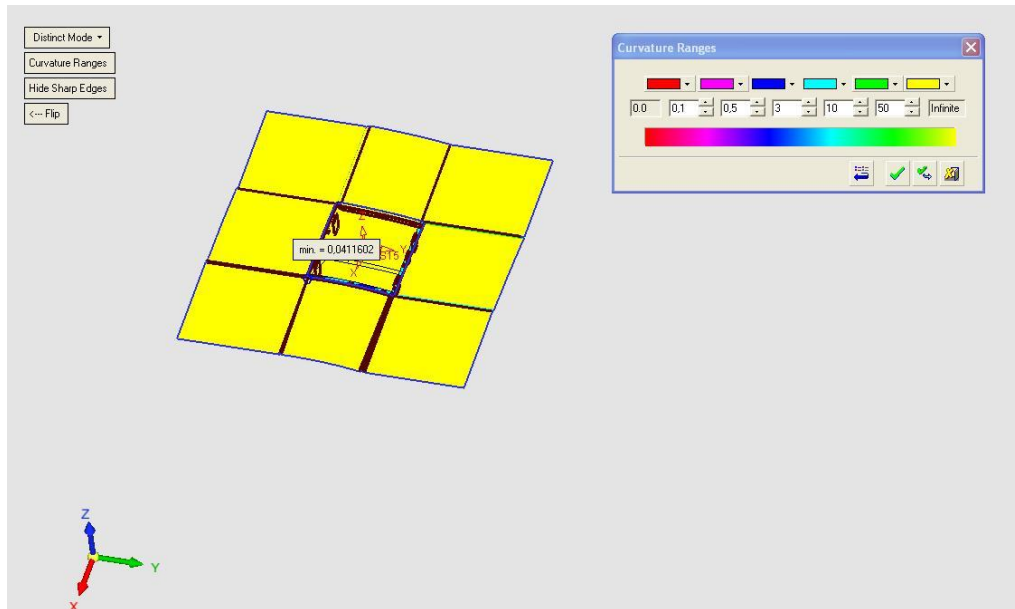 Distinct Mode
Curvature Ranges
Hide Sharp Edges
<--- Flip
Curvature Ranges
0.0 0,1 0,5 3 10 50 Infinite
Z
min. = 0,0411602
Y
X
Z
Y
X